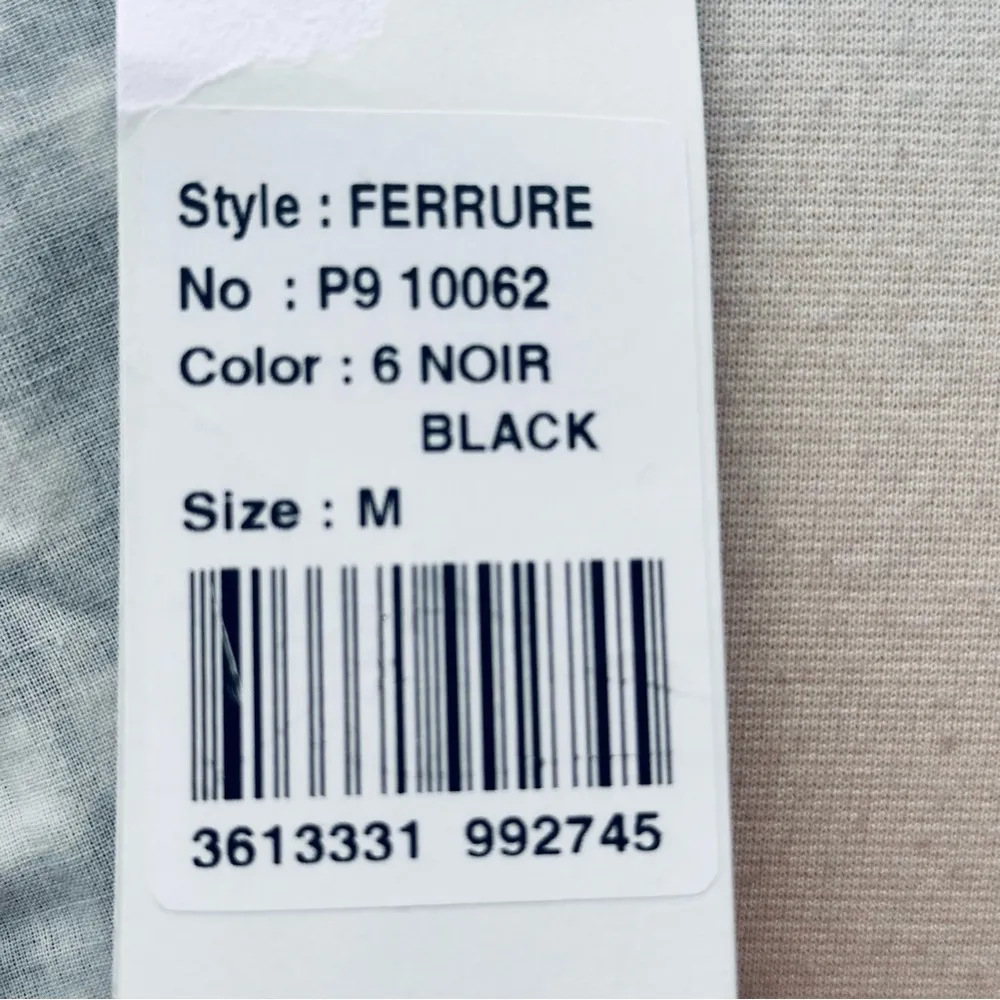 Style : FERRURE
No : P9 10062
Color : 6 NOIR
BLACK
Size : M
3613331 992745